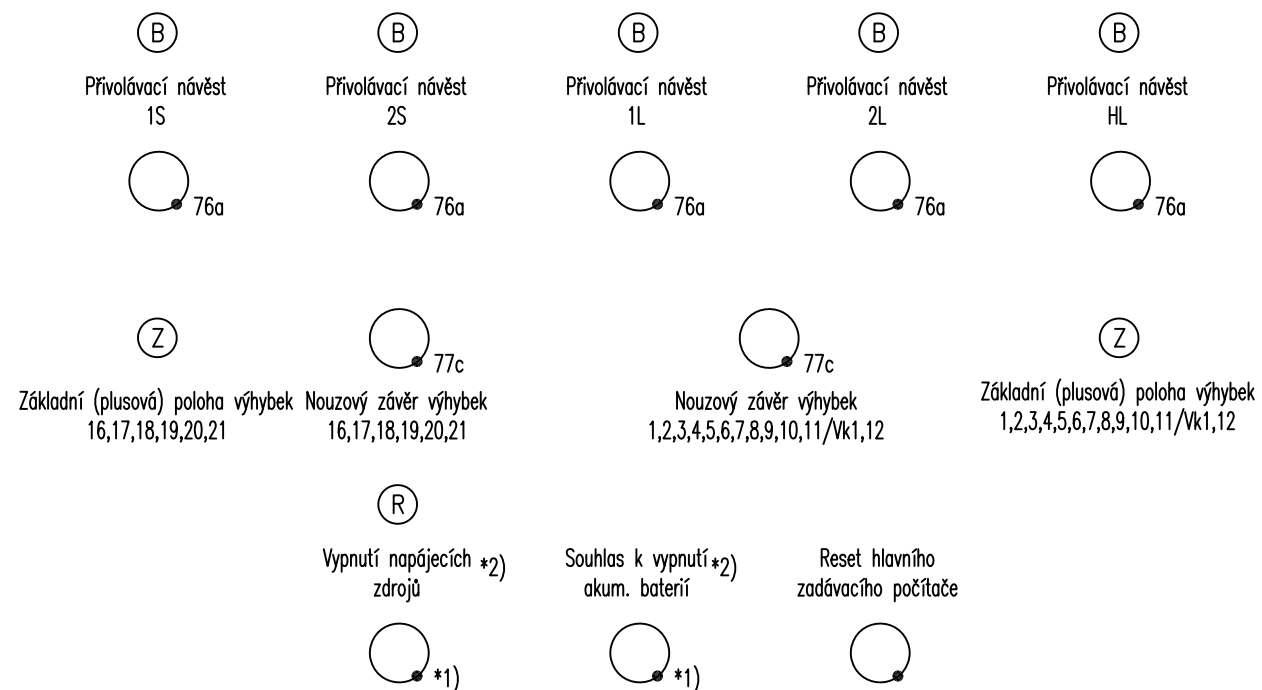 B B B B B
Přivolávací návěst Přivolávací návěst Přivolávací návěst Přivolávací návěst Přivolávací návěst
1S 2S 1L 2L HL
76a 76a 76a 76a 76a
Z 77c 77c Z
Základní (plusová) poloha výhybek Nouzový závěr výhybek Nouzový závěr výhybek Základní (plusová) poloha výhybek
16,17,18,19,20,21 16,17,18,19,20,21 1,2,3,4,5,6,7,8,9,10,11/Vk1,12 1,2,3,4,5,6,7,8,9,10,11/Vk1,12
R
Vypnutí napájecích *2) Souhlas k vypnutí *2) Reset hlavního
zdrojů akum. baterií zadávacího počítače
*1) *1)